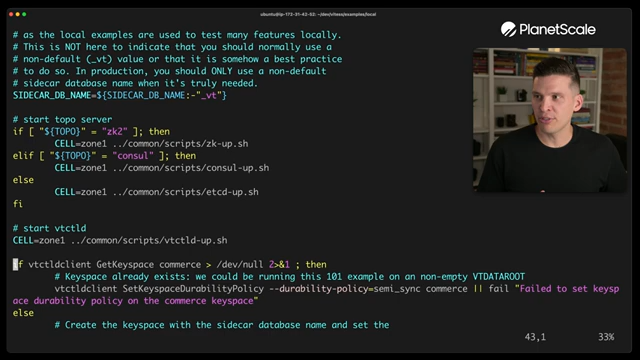 ubuntu@ip-172-31-43-02: ~/dev/vitess/examples/local
PlanetScale
# as the local examples are used to test many features locally.
# This is NOT here to indicate that you should normally use a
# non-default (_vt) value or that it is somehow a best practice
# to do so. In production, you should ONLY use a non-default
# sidecar database name when it's truly needed.
SIDECAR_DB_NAME=${SIDECAR_DB_NAME:-"_vt"}
# start topo server
if [ "${TOPO}" = "zk2" ]; then
CELL=zone1 ../common/scripts/zk-up.sh
elif [ "${TOPO}" = "consul" ]; then
CELL=zone1 ../common/scripts/consul-up.sh
else
CELL=zone1 ../common/scripts/etcd-up.sh
fi
# start vtctld
CELL=zone1 ../common/scripts/vtctld-up.sh
if vtctldclient GetKeyspace commerce > /dev/null 2>&1 ; then
# Keyspace already exists: we could be running this 101 example on an non-empty VTDATAROOT
vtctldclient SetKeyspaceDurabilityPolicy --durability-policy=semi_sync commerce || fail "Failed to set keysp
ace durability policy on the commerce keyspace"
else
# Create the keyspace with the sidecar database name and set the
43,1 33%